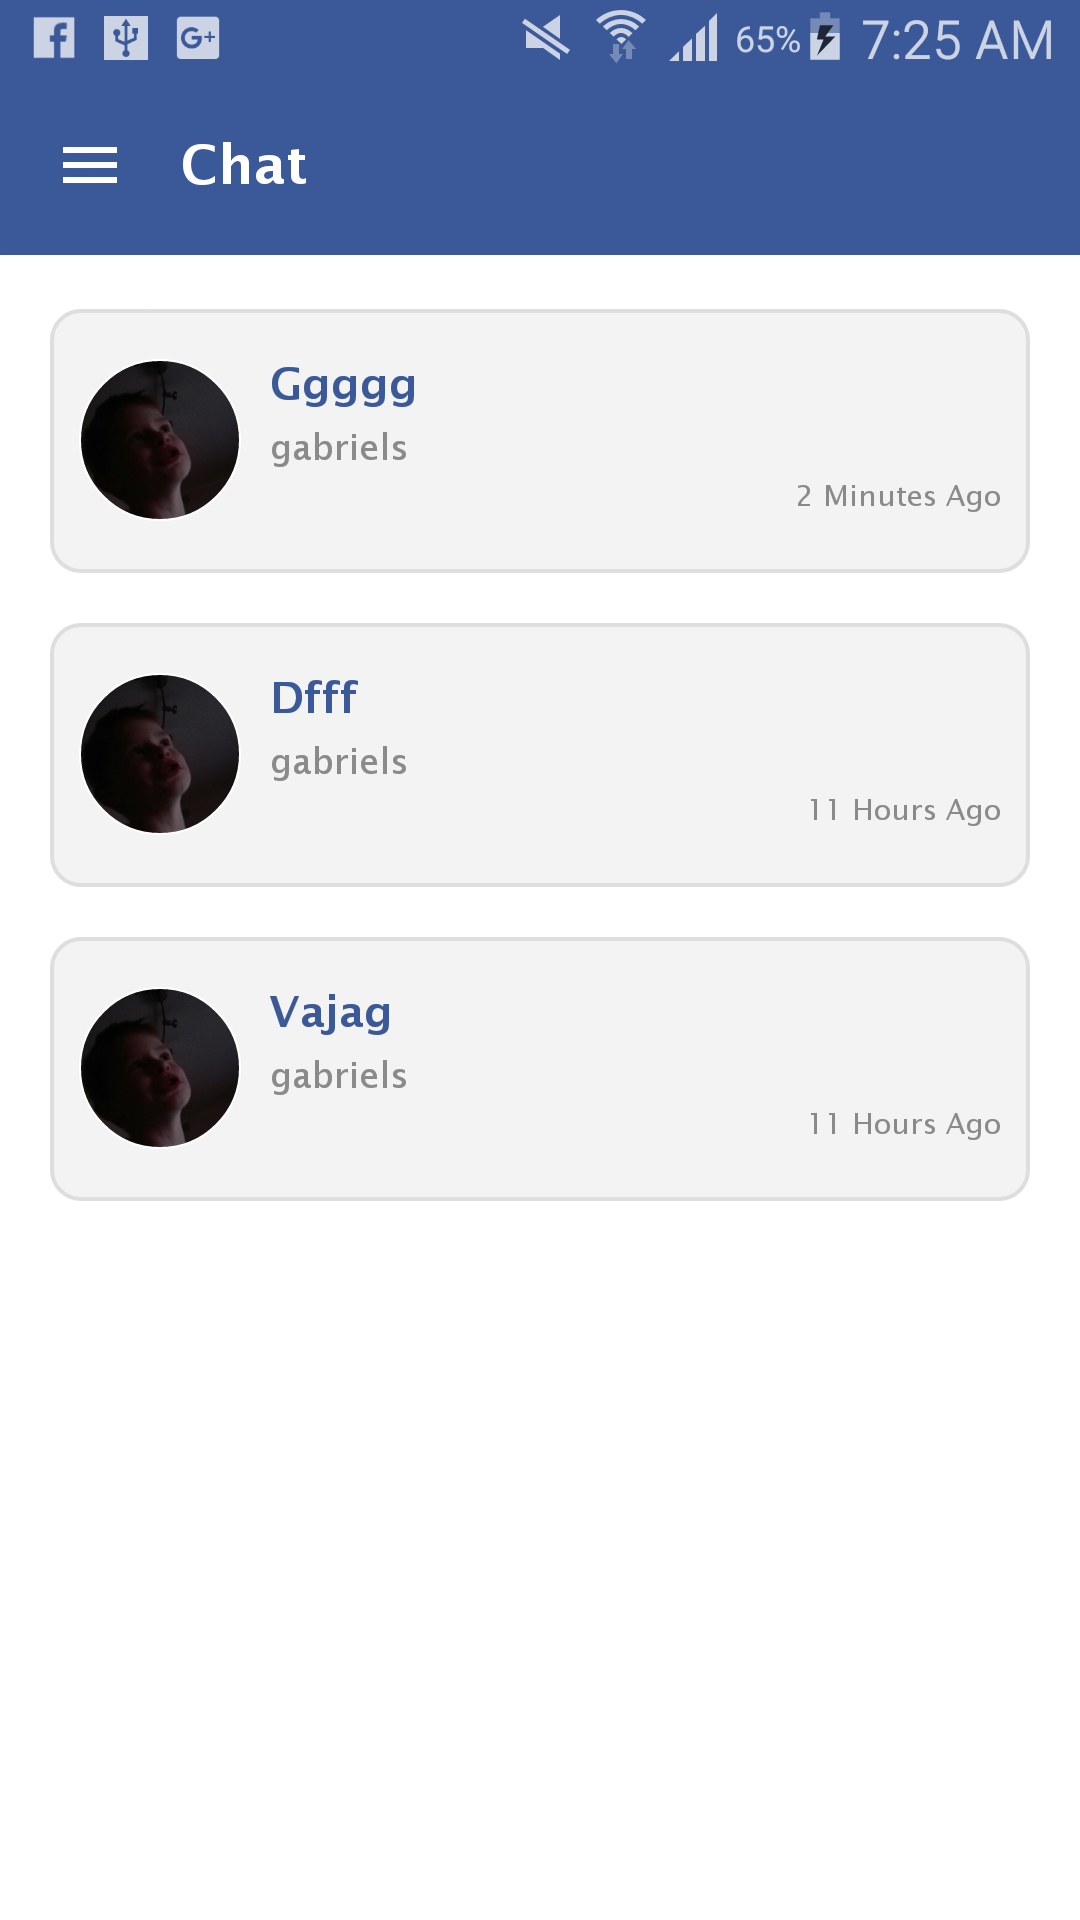 65% 7:25 AM
Chat
Ggggg
gabriels
2 Minutes Ago
Dfff
gabriels
11 Hours Ago
Vajag
gabriels
11 Hours Ago